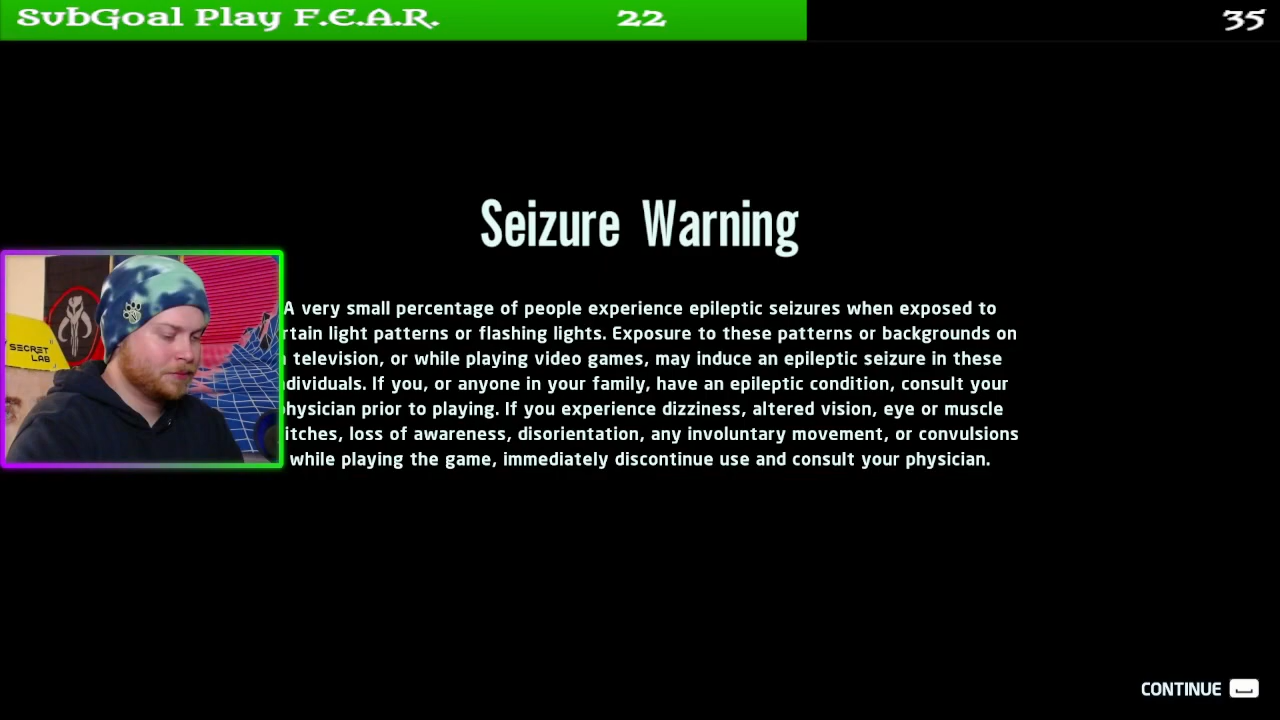 SubGoal Play F.E.A.R. 22 35
Seizure Warning
A very small percentage of people experience epileptic seizures when exposed to
light patterns or flashing lights. Exposure to these patterns or backgrounds on
television, or while playing video games, may induce an epileptic seizure in these
If you, or anyone in your family, have an epileptic condition, consult your
physician prior to playing. If you experience dizziness, altered vision, eye or muscle
loss of awareness, disorientation, any involuntary movement, or convulsions
while playing the game, immediately discontinue use and consult your physician.
SECRET
LAB
CONTINUE